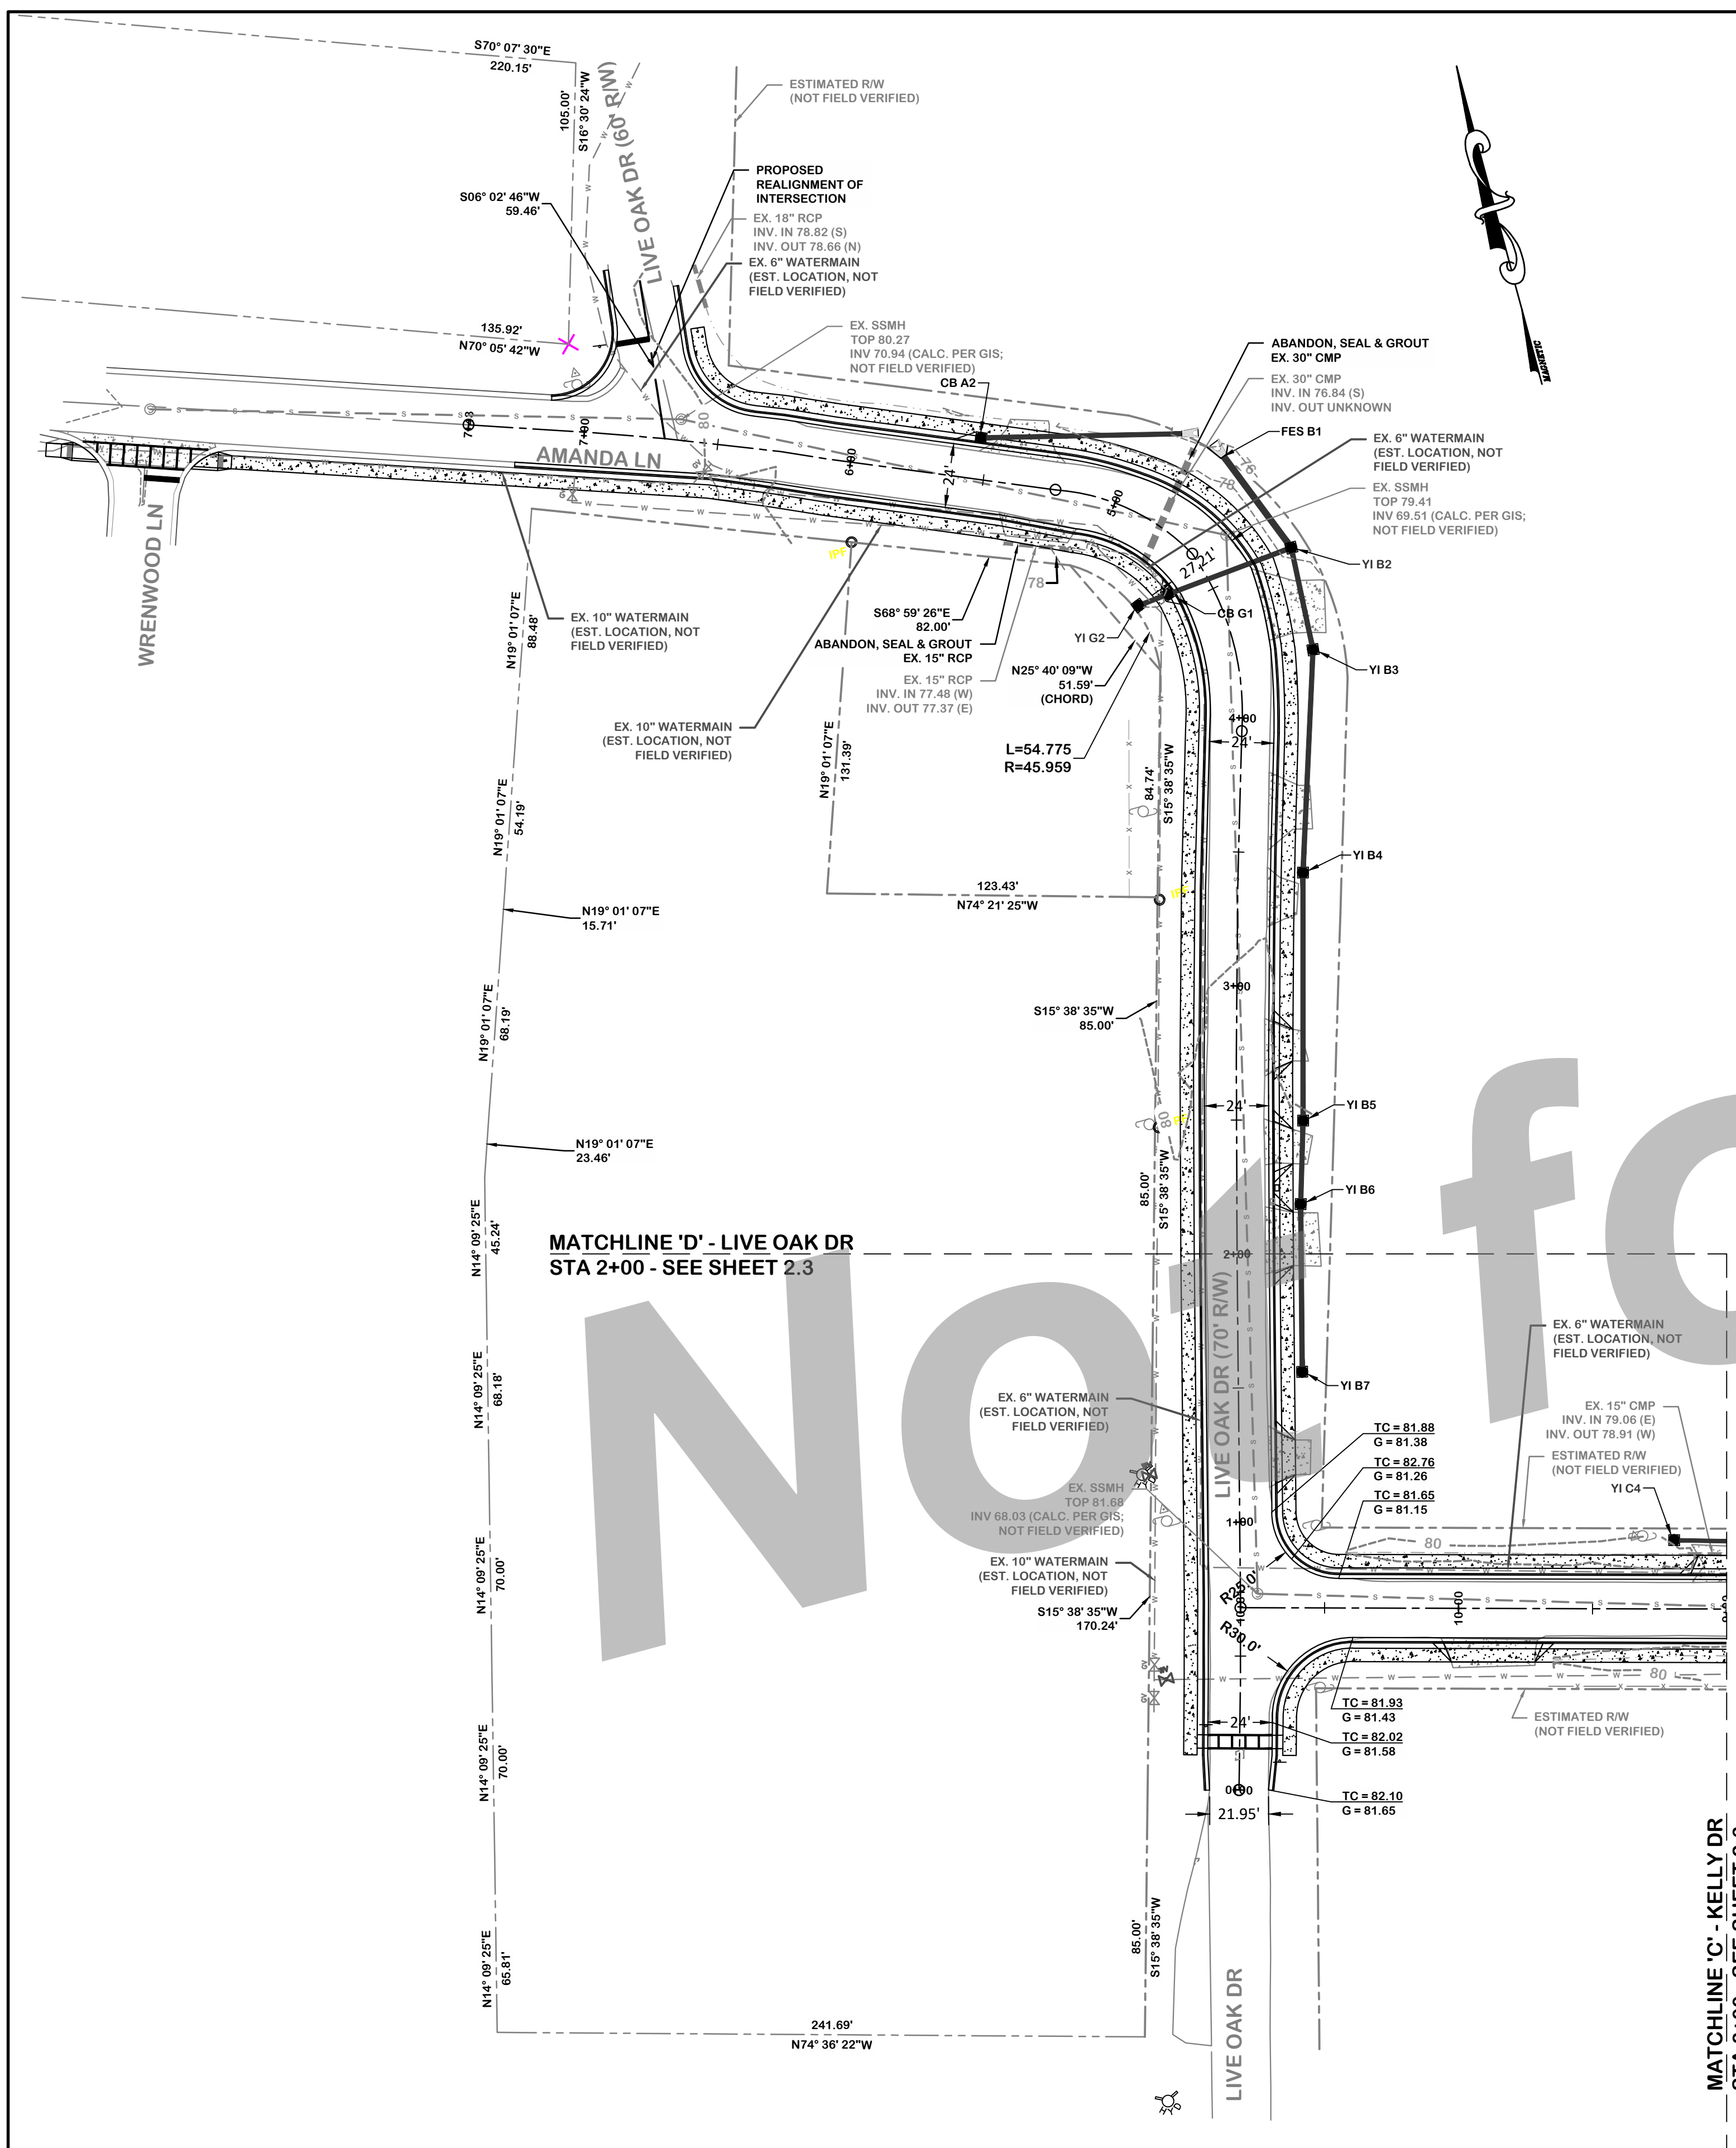 S70° 07' 30"E
220.15'
105.00'
S16° 30' 24"W
LIVE OAK DR (60' R/W)
ESTIMATED R/W
(NOT FIELD VERIFIED)
PROPOSED
REALIGNMENT OF
INTERSECTION
S06° 02' 46"W
59.46'
EX. 18" RCP
INV. IN 78.82 (S)
INV. OUT 78.66 (N)
EX. 6" WATERMAIN
(EST. LOCATION, NOT
FIELD VERIFIED)
MAGNETIC
135.92'
N70° 05' 42"W
EX. SSMH
TOP 80.27
INV 70.94 (CALC. PER GIS;
NOT FIELD VERIFIED)
CB A2
ABANDON, SEAL & GROUT
EX. 30" CMP
EX. 30" CMP
INV. IN 76.84 (S)
INV. OUT UNKNOWN
FES B1
EX. 6" WATERMAIN
(EST. LOCATION, NOT
FIELD VERIFIED)
EX. SSMH
TOP 79.41
INV 69.51 (CALC. PER GIS;
NOT FIELD VERIFIED)
80
7+00
6+00
5+00
24'
76
78
AMANDA LN
WRENWOOD LN
IPF
78
27.21'
YI B2
CB G1
YI G2
YI B3
EX. 10" WATERMAIN
(EST. LOCATION, NOT
FIELD VERIFIED)
N19° 01' 07"E
88.48'
S68° 59' 26"E
82.00'
ABANDON, SEAL & GROUT
EX. 15" RCP
EX. 15" RCP
INV. IN 77.48 (W)
INV. OUT 77.37 (E)
N25° 40' 09"W
51.59'
(CHORD)
L=54.775
R=45.959
EX. 10" WATERMAIN
(EST. LOCATION, NOT
FIELD VERIFIED)
N19° 01' 07"E
131.39'
84.74'
S15° 38' 35"W
4+00
24'
N19° 01' 07"E
54.19'
YI B4
123.43'
N74° 21' 25"W
IPF
N19° 01' 07"E
15.71'
N19° 01' 07"E
68.19'
S15° 38' 35"W
85.00'
3+00
N19° 01' 07"E
23.46'
80
24'
YI B5
85.00'
S15° 38' 35"W
YI B6
N14° 09' 25"E
45.24'
MATCHLINE 'D' - LIVE OAK DR
STA 2+00 - SEE SHEET 2.3
2+00
LIVE OAK DR (70' R/W)
Not fo
N14° 09' 25"E
68.18'
EX. 6" WATERMAIN
(EST. LOCATION, NOT
FIELD VERIFIED)
YI B7
EX. 6" WATERMAIN
(EST. LOCATION, NOT
FIELD VERIFIED)
EX. 15" CMP
INV. IN 79.06 (E)
INV. OUT 78.91 (W)
ESTIMATED R/W
(NOT FIELD VERIFIED)
YI C4
TC = 81.88
G = 81.38
TC = 82.76
G = 81.26
TC = 81.65
G = 81.15
EX. SSMH
TOP 81.68
INV 68.03 (CALC. PER GIS;
NOT FIELD VERIFIED)
1+00
80
EX. 10" WATERMAIN
(EST. LOCATION, NOT
FIELD VERIFIED)
S15° 38' 35"W
170.24'
N14° 09' 25"E
70.00'
R25.0'
R30.0'
10+00
GV
GV
80
TC = 81.93
G = 81.43
TC = 82.02
G = 81.58
TC = 82.10
G = 81.65
ESTIMATED R/W
(NOT FIELD VERIFIED)
24'
0+00
21.95'
N14° 09' 25"E
70.00'
N14° 09' 25"E
65.81'
85.00'
S15° 38' 35"W
241.69'
N74° 36' 22"W
LIVE OAK DR
MATCHLINE 'C' - KELLY DR